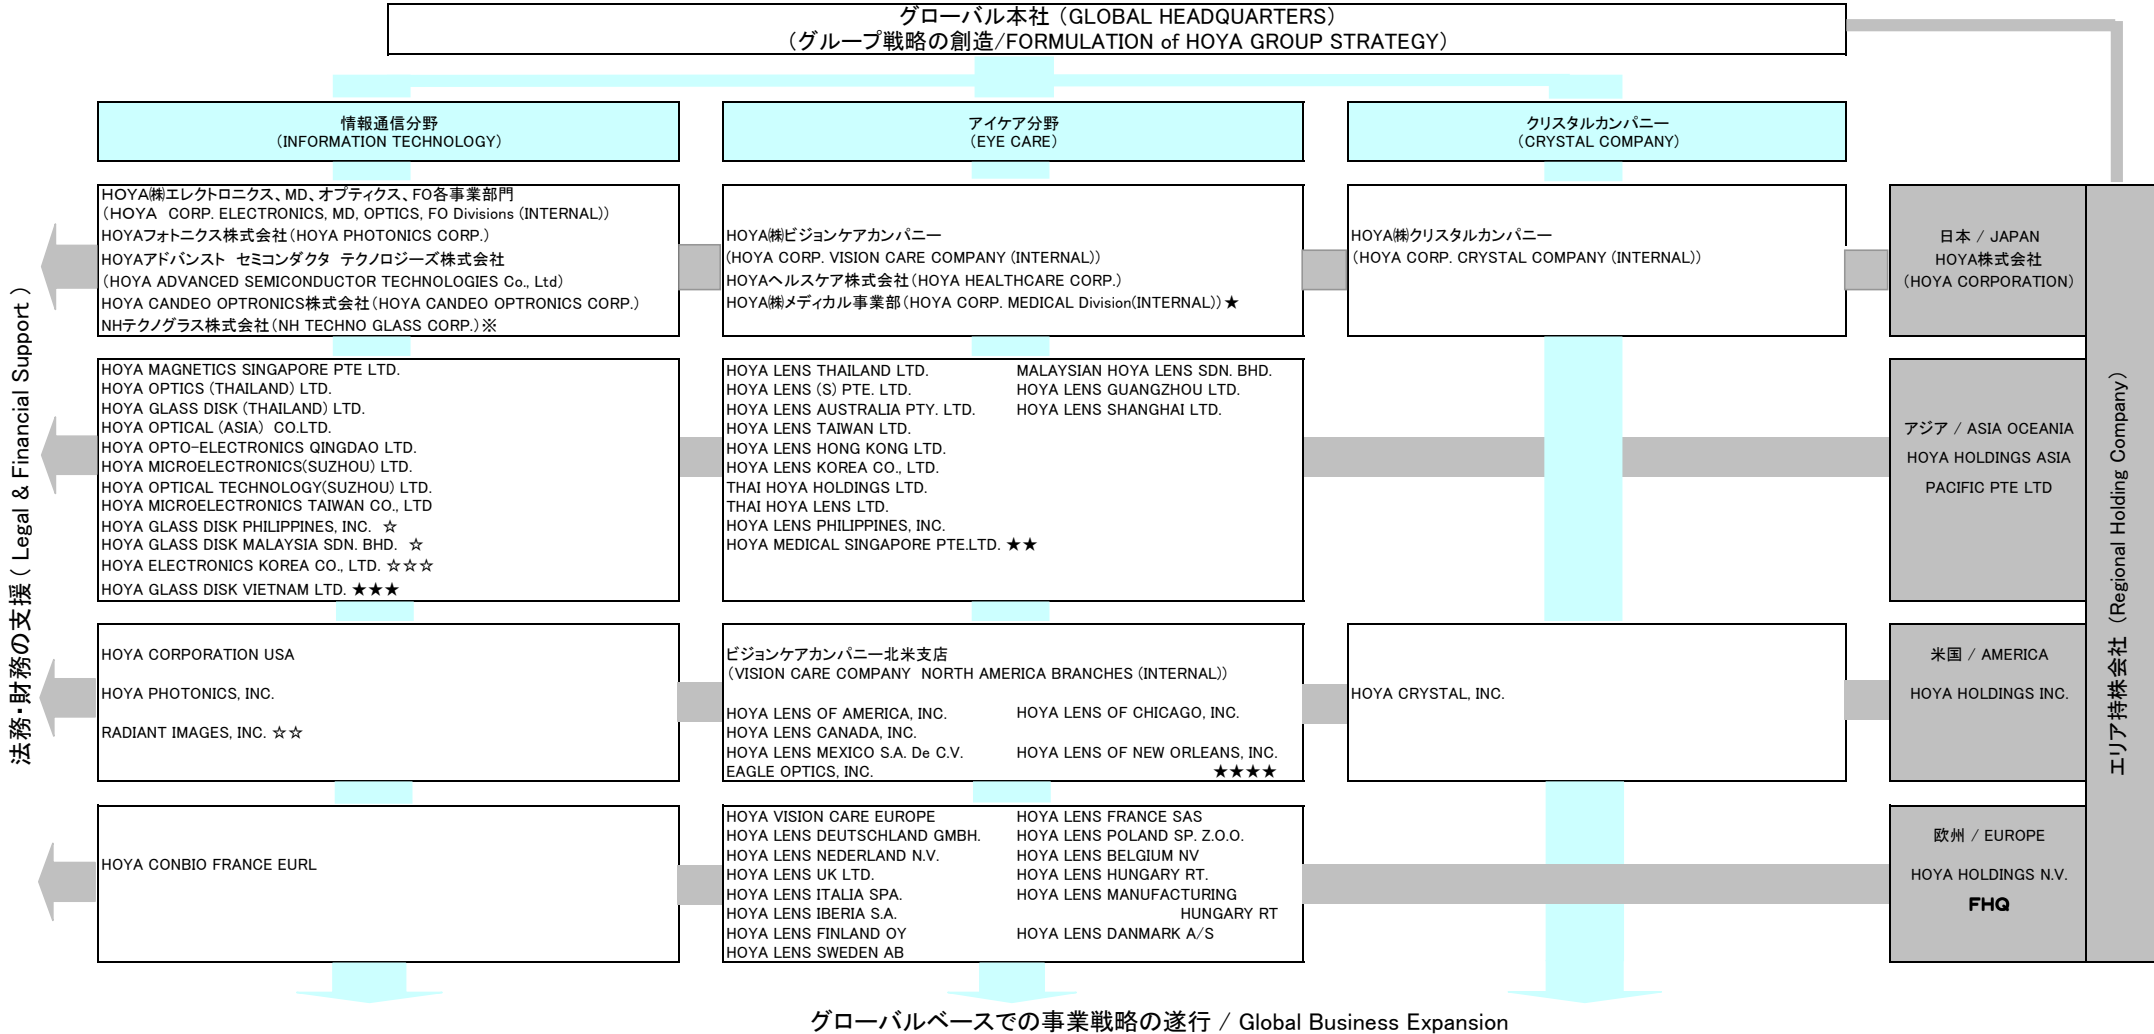 グローバル本社 (GLOBAL HEADQUARTERS)
(グループ戦略の創造/FORMULATION of HOYA GROUP STRATEGY)
情報通信分野
(INFORMATION TECHNOLOGY)
アイケア分野
(EYE CARE)
クリスタルカンパニー
(CRYSTAL COMPANY)
HOYA㈱エレクトロニクス、MD、オプティクス、FO各事業部門
(HOYA CORP. ELECTRONICS, MD, OPTICS, FO Divisions (INTERNAL))
HOYAフォトニクス株式会社(HOYA PHOTONICS CORP.)
HOYAアドバンスト セミコンダクタ テクノロジーズ株式会社
(HOYA ADVANCED SEMICONDUCTOR TECHNOLOGIES Co., Ltd)
HOYA CANDEO OPTRONICS株式会社(HOYA CANDEO OPTRONICS CORP.)
NHテクノグラス株式会社(NH TECHNO GLASS CORP.)※
HOYA㈱ビジョンケアカンパニー
(HOYA CORP. VISION CARE COMPANY (INTERNAL))
HOYAヘルスケア株式会社(HOYA HEALTHCARE CORP.)
HOYA㈱メディカル事業部(HOYA CORP. MEDICAL Division(INTERNAL))★
HOYA㈱クリスタルカンパニー
(HOYA CORP. CRYSTAL COMPANY (INTERNAL))
日本 / JAPAN
HOYA株式会社
(HOYA CORPORATION)
HOYA MAGNETICS SINGAPORE PTE LTD.
HOYA OPTICS (THAILAND) LTD.
HOYA GLASS DISK (THAILAND) LTD.
HOYA OPTICAL (ASIA) CO.LTD.
HOYA OPTO-ELECTRONICS QINGDAO LTD.
HOYA MICROELECTRONICS(SUZHOU) LTD.
HOYA OPTICAL TECHNOLOGY(SUZHOU) LTD.
HOYA MICROELECTRONICS TAIWAN CO., LTD
HOYA GLASS DISK PHILIPPINES, INC. ☆
HOYA GLASS DISK MALAYSIA SDN. BHD. ☆
HOYA ELECTRONICS KOREA CO., LTD. ☆☆☆
HOYA GLASS DISK VIETNAM LTD. ★★★
HOYA LENS THAILAND LTD.
HOYA LENS (S) PTE. LTD.
HOYA LENS AUSTRALIA PTY. LTD.
HOYA LENS TAIWAN LTD.
HOYA LENS HONG KONG LTD.
HOYA LENS KOREA CO., LTD.
THAI HOYA HOLDINGS LTD.
THAI HOYA LENS LTD.
HOYA LENS PHILIPPINES, INC.
HOYA MEDICAL SINGAPORE PTE.LTD. ★★
MALAYSIAN HOYA LENS SDN. BHD.
HOYA LENS GUANGZHOU LTD.
HOYA LENS SHANGHAI LTD.
アジア / ASIA OCEANIA
HOYA HOLDINGS ASIA
PACIFIC PTE LTD
HOYA CORPORATION USA
HOYA PHOTONICS, INC.
RADIANT IMAGES, INC. ☆☆
ビジョンケアカンパニー北米支店
(VISION CARE COMPANY NORTH AMERICA BRANCHES (INTERNAL))
HOYA LENS OF AMERICA, INC.
HOYA LENS CANADA, INC.
HOYA LENS MEXICO S.A. De C.V.
EAGLE OPTICS, INC.
HOYA LENS OF CHICAGO, INC.
HOYA LENS OF NEW ORLEANS, INC.
★★★★
HOYA CRYSTAL, INC.
米国 / AMERICA
HOYA HOLDINGS INC.
HOYA CONBIO FRANCE EURL
HOYA VISION CARE EUROPE
HOYA LENS DEUTSCHLAND GMBH.
HOYA LENS NEDERLAND N.V.
HOYA LENS UK LTD.
HOYA LENS ITALIA SPA.
HOYA LENS IBERIA S.A.
HOYA LENS FINLAND OY
HOYA LENS SWEDEN AB
HOYA LENS FRANCE SAS
HOYA LENS POLAND SP. Z.O.O.
HOYA LENS BELGIUM NV
HOYA LENS HUNGARY RT.
HOYA LENS MANUFACTURING
HUNGARY RT
HOYA LENS DANMARK A/S
欧州 / EUROPE
HOYA HOLDINGS N.V.
FHQ
法務・財務の支援 ( Legal & Financial Support )
エリア持株会社 (Regional Holding Company)
グローバルベースでの事業戦略の遂行 / Global Business Expansion